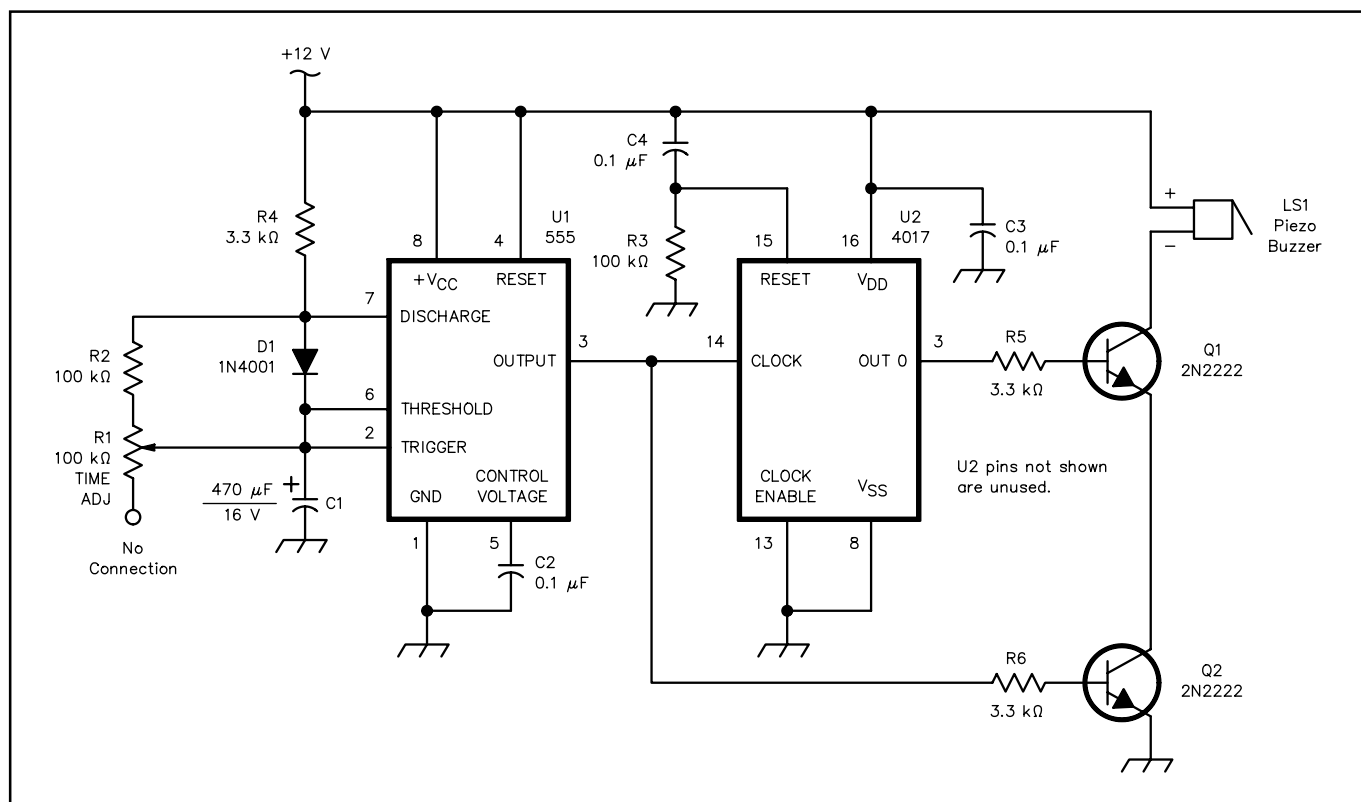 +12 V
R4
3.3 kΩ
8
4
U1
555
+VCC
RESET
7
DISCHARGE
R2
100 kΩ
D1
1N4001
OUTPUT
3
6
THRESHOLD
R1
100 kΩ
TIME
ADJ
2
TRIGGER
No
Connection
470 μF
16 V
+
C1
GND
CONTROL
VOLTAGE
1
5
C2
0.1 μF
C4
0.1 μF
R3
100 kΩ
15
16
U2
4017
C3
0.1 μF
RESET
VDD
14
CLOCK
OUT 0
3
R5
3.3 kΩ
CLOCK
ENABLE
VSS
13
8
U2 pins not shown
are unused.
+
−
LS1
Piezo
Buzzer
Q1
2N2222
R6
3.3 kΩ
Q2
2N2222